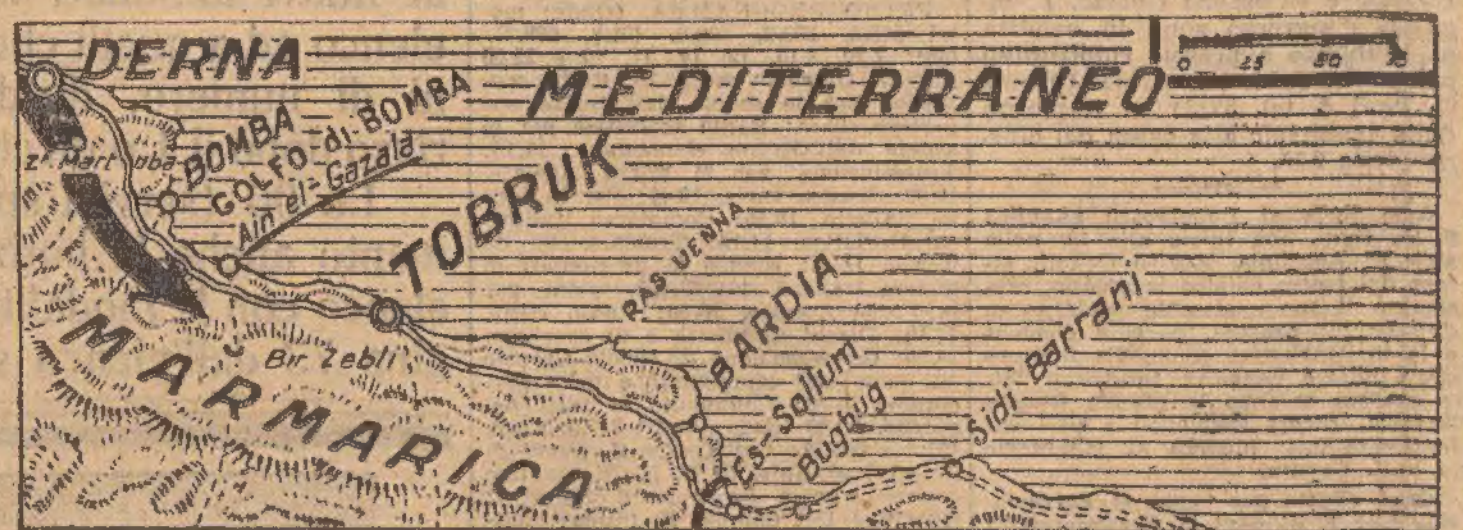 DERNA
MEDITERRANEO
0 25 50
BOMBA
GOLFO di BOMBA
Ain el-Gazala
TOBRUK
RAS UENNA
BARDIA
Es-Sollum
Bugbug
Sidi Barrani
Bir Zebli
MARMARICA